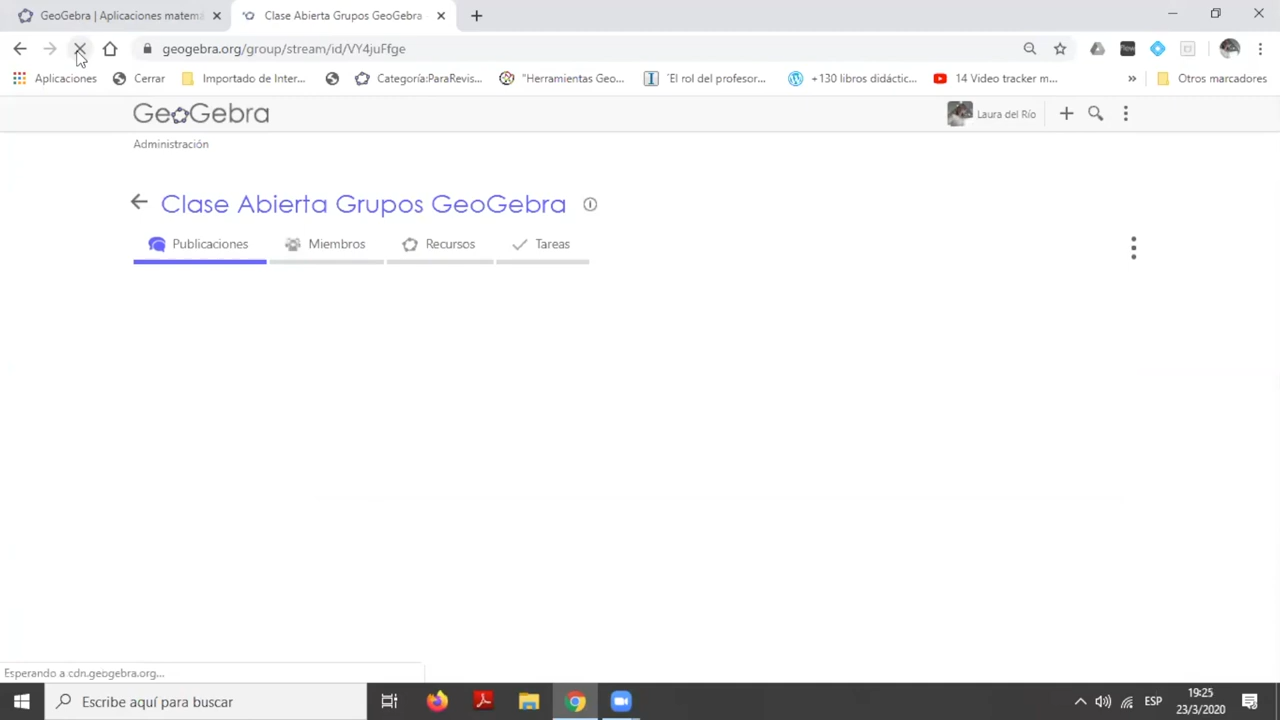 GeoGebra | Aplicaciones matemá
Clase Abierta Grupos GeoGebra
geogebra.org/group/stream/id/VY4juFfge
Aplicaciones
Cerrar
Importado de Inter...
Categoría:ParaRevis...
"Herramientas Geo...
'El rol del profesor...
+130 libros didáctic...
14 Video tracker m...
»
Otros marcadores
GeoGebra
Laura del Río
Administración
Clase Abierta Grupos GeoGebra
Publicaciones
Miembros
Recursos
Tareas
Esperando a cdn.geogebra.org...
Escribe aquí para buscar
ESP
19:25
23/3/2020